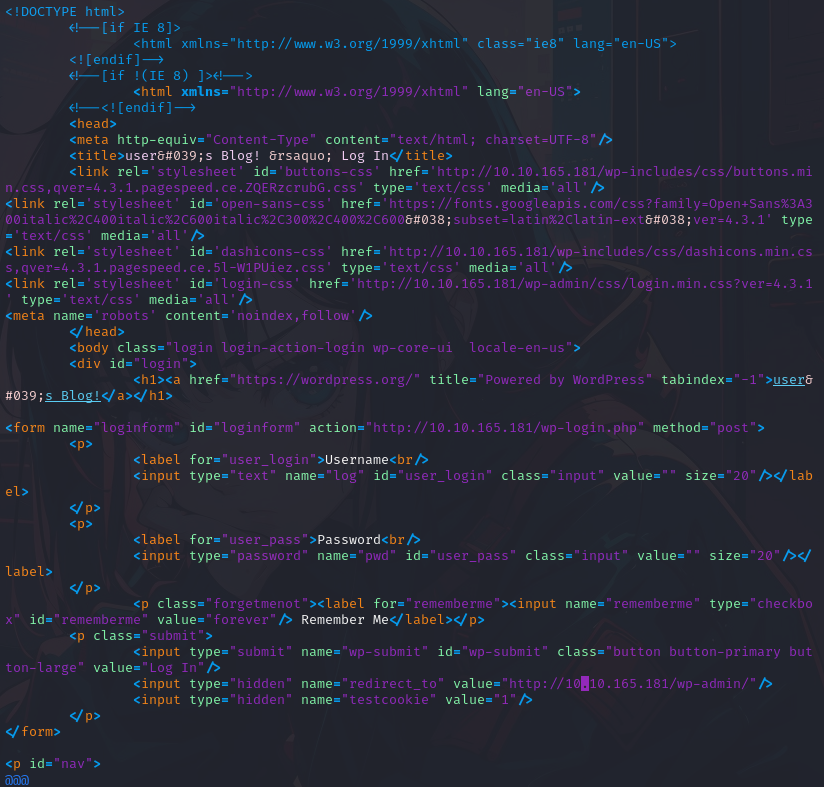 <!DOCTYPE html>
<!--[if IE 8]>
<html xmlns="http://www.w3.org/1999/xhtml" class="ie8" lang="en-US">
<![endif]-->
<!--[if !(IE 8) ]><!-->
<html xmlns="http://www.w3.org/1999/xhtml" lang="en-US">
<!--<![endif]-->
<head>
<meta http-equiv="Content-Type" content="text/html; charset=UTF-8"/>
<title>user&#039;s Blog! &rsaquo; Log In</title>
<link rel='stylesheet' id='buttons-css' href='http://10.10.165.181/wp-includes/css/buttons.mi
n.css,qver=4.3.1.pagespeed.ce.ZQERzcrubG.css' type='text/css' media='all'/>
<link rel='stylesheet' id='open-sans-css' href='https://fonts.googleapis.com/css?family=Open+Sans%3A3
00italic%2C400italic%2C600italic%2C300%2C400%2C600&#038;subset=latin%2Clatin-ext&#038;ver=4.3.1' type
='text/css' media='all'/>
<link rel='stylesheet' id='dashicons-css' href='http://10.10.165.181/wp-includes/css/dashicons.min.cs
s,qver=4.3.1.pagespeed.ce.5l-W1PUiez.css' type='text/css' media='all'/>
<link rel='stylesheet' id='login-css' href='http://10.10.165.181/wp-admin/css/login.min.css?ver=4.3.1
' type='text/css' media='all'/>
<meta name='robots' content='noindex,follow'/>
</head>
<body class="login login-action-login wp-core-ui  locale-en-us">
<div id="login">
<h1><a href="https://wordpress.org/" title="Powered by WordPress" tabindex="-1">user&
#039;s Blog!</a></h1>
<form name="loginform" id="loginform" action="http://10.10.165.181/wp-login.php" method="post">
<p>
<label for="user_login">Username<br/>
<input type="text" name="log" id="user_login" class="input" value="" size="20"/></lab
el>
</p>
<p>
<label for="user_pass">Password<br/>
<input type="password" name="pwd" id="user_pass" class="input" value="" size="20"/></
label>
</p>
<p class="forgetmenot"><label for="rememberme"><input name="rememberme" type="checkbo
x" id="rememberme" value="forever"/> Remember Me</label></p>
<p class="submit">
<input type="submit" name="wp-submit" id="wp-submit" class="button button-primary but
ton-large" value="Log In"/>
<input type="hidden" name="redirect_to" value="http://10.10.165.181/wp-admin/"/>
<input type="hidden" name="testcookie" value="1"/>
</p>
</form>
<p id="nav">
@@@